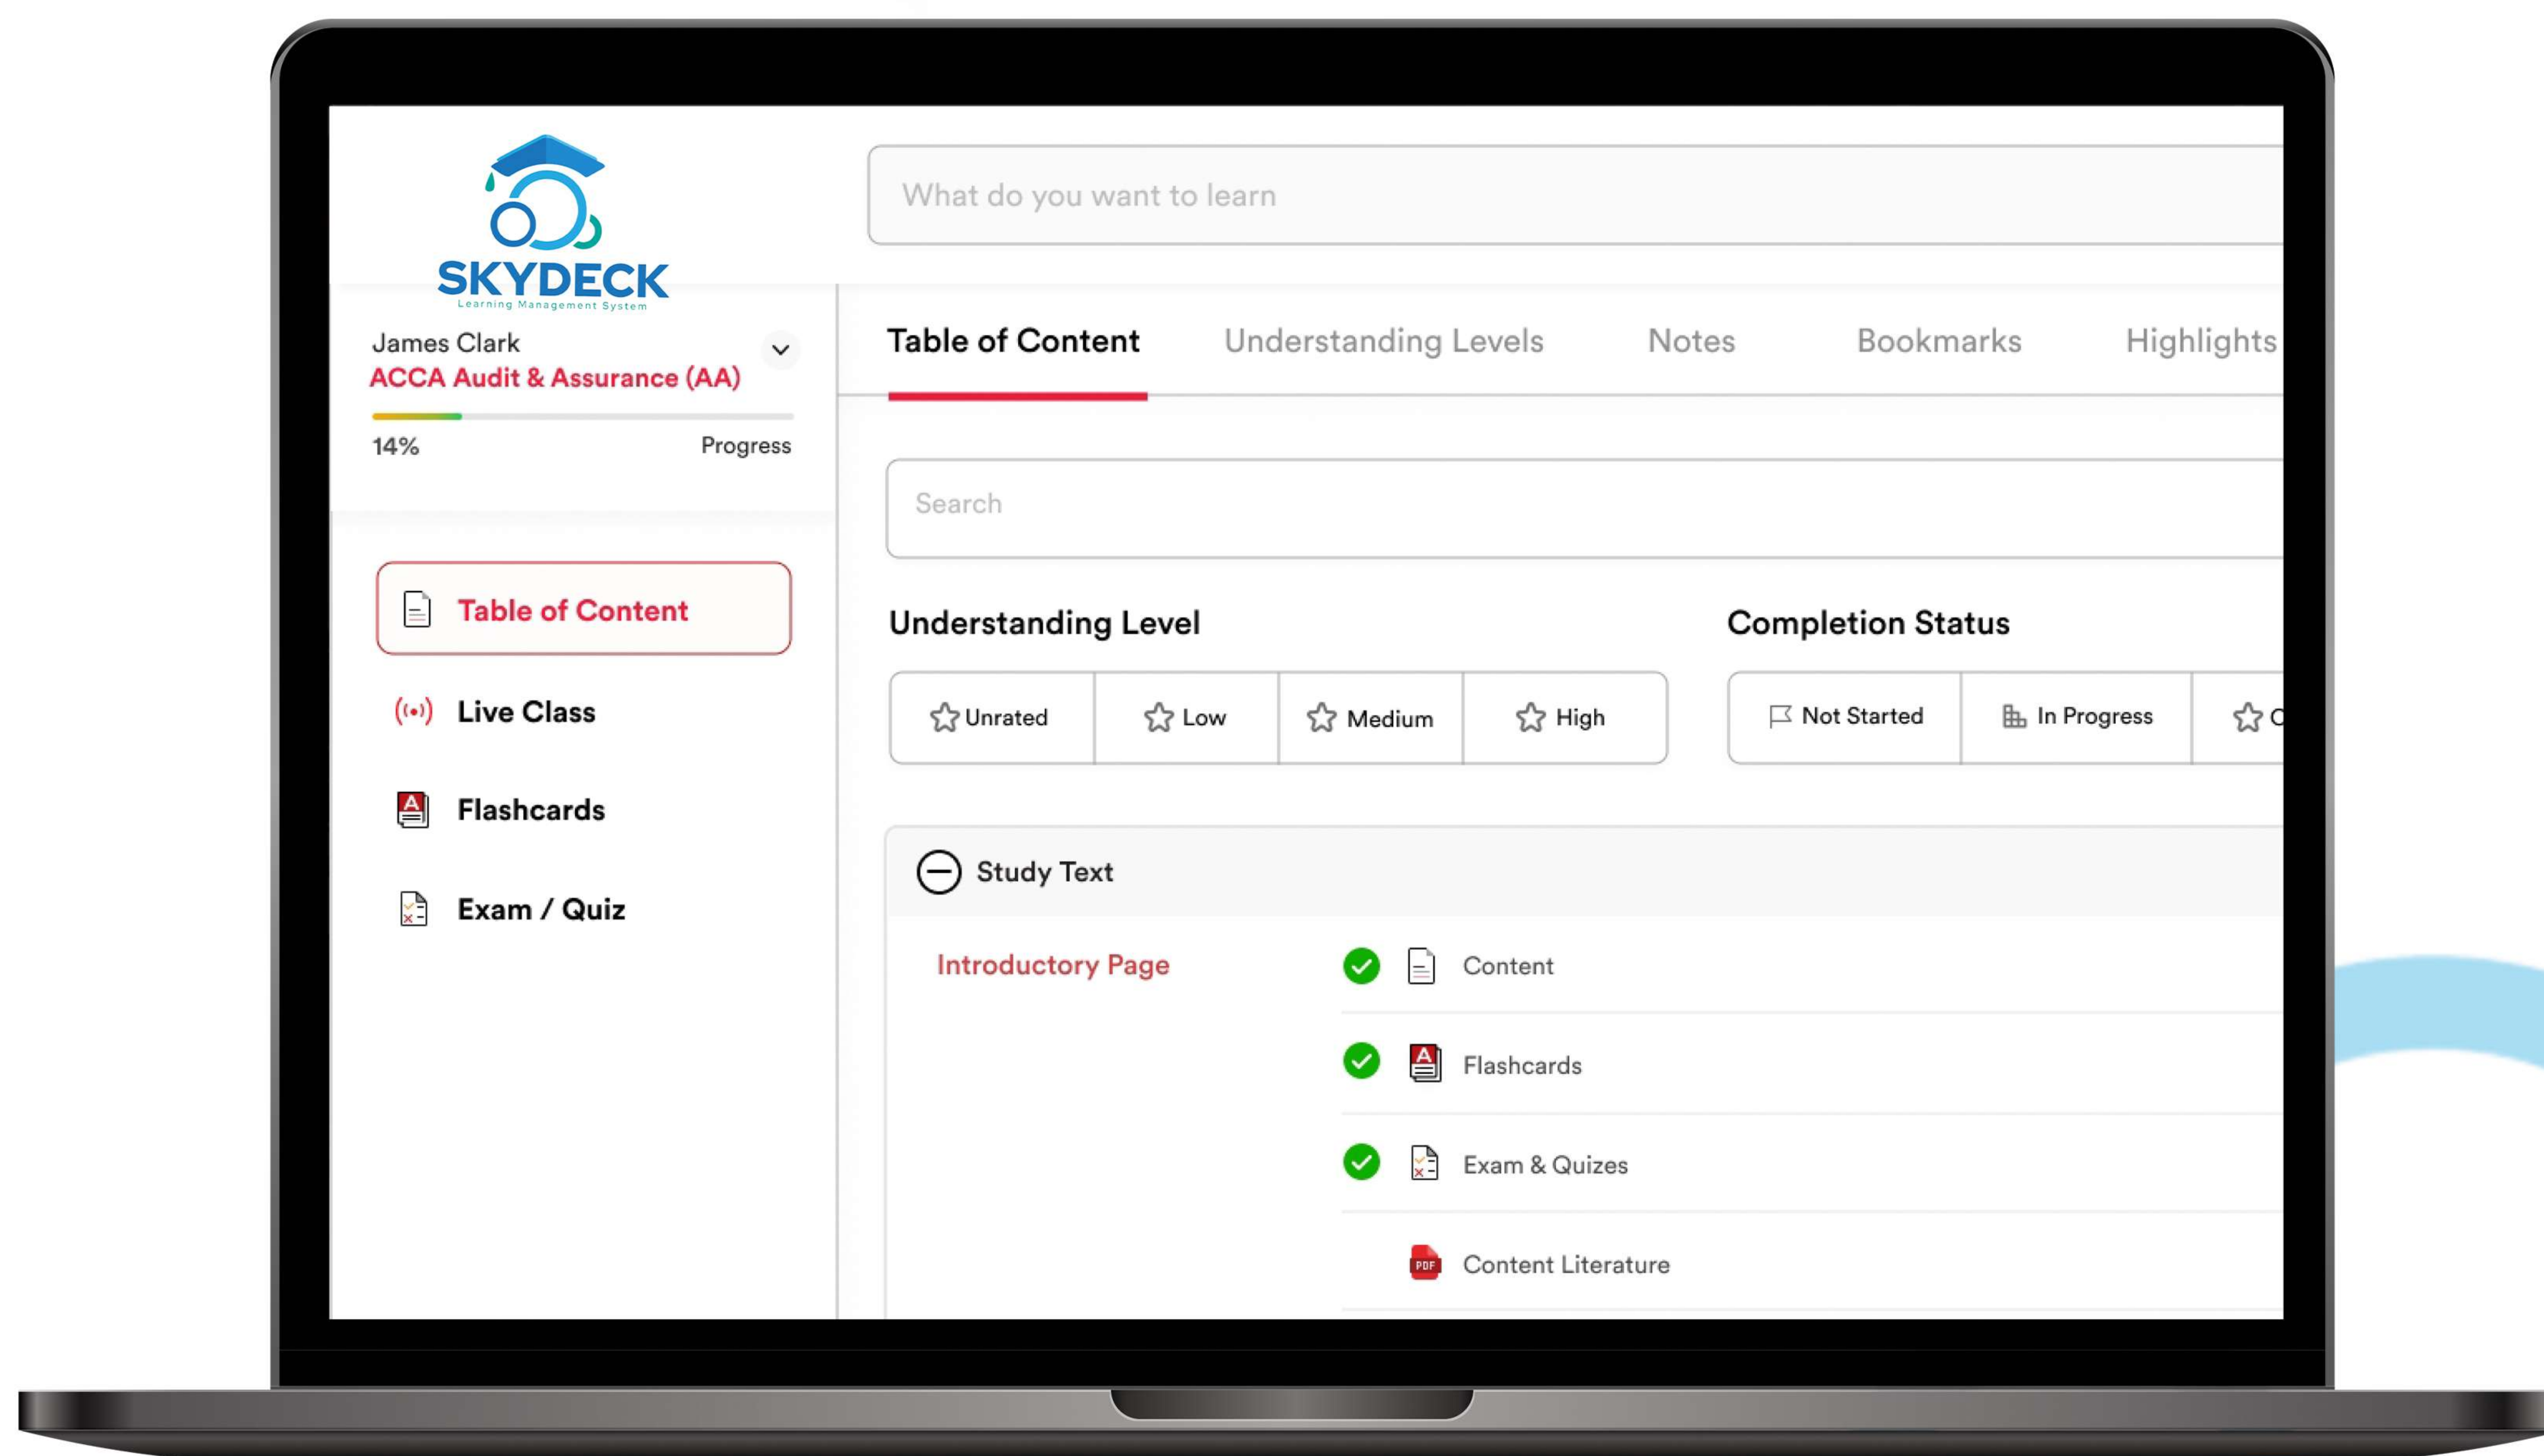 SKYDECK
Learning Management System
What do you want to learn
James Clark
ACCA Audit & Assurance (AA)
14% Progress
Table of Content
Live Class
Flashcards
Exam / Quiz
Table of Content Understanding Levels Notes Bookmarks Highlights
Search
Understanding Level Completion Status
Unrated Low Medium High Not Started In Progress
Study Text
Introductory Page Content
Flashcards
Exam & Quizes
PDF Content Literature